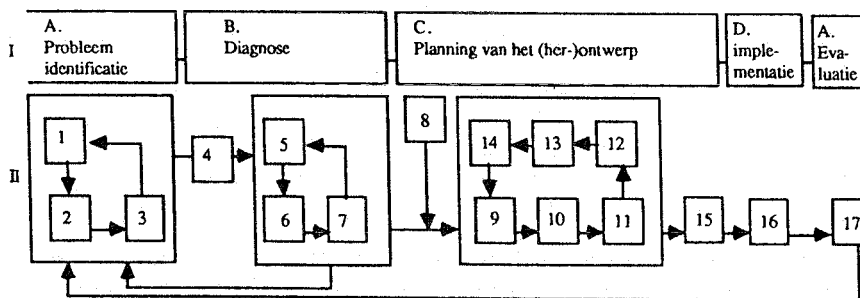 I
A.
Probleem
identificatie
B.
Diagnose
C.
Planning van het (her-)ontwerp
D.
imple-
mentatie
A.
Eva-
luatie
II
1
2
3
4
5
6
7
8
14
13
12
9
10
11
15
16
17